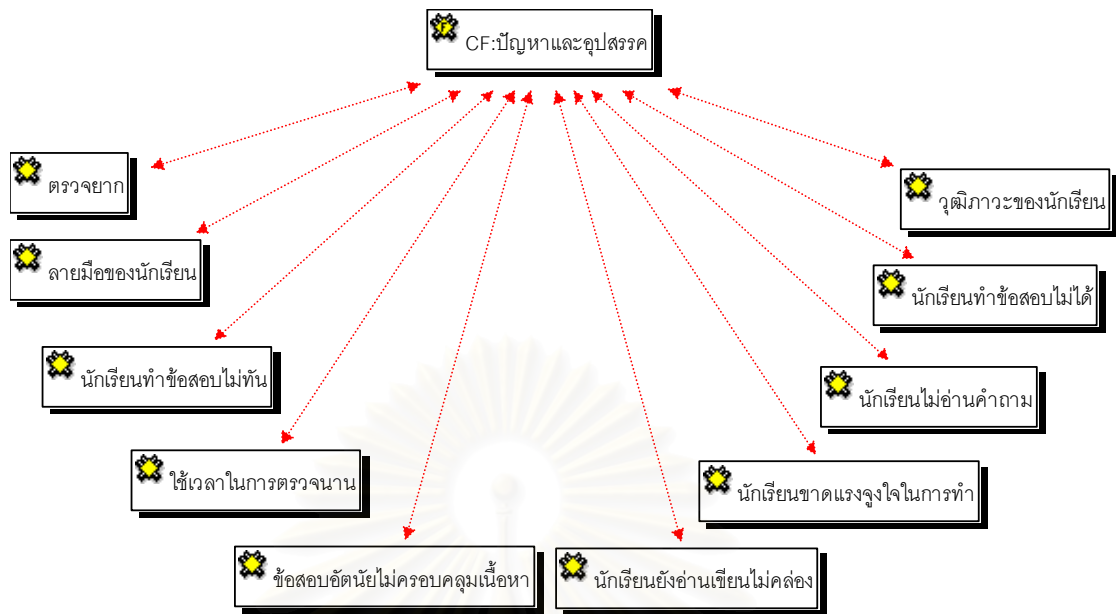 CF:ปัญหาและอุปสรรค
ตรวจยาก
วุฒิภาวะของนักเรียน
ลายมือของนักเรียน
นักเรียนทำข้อสอบไม่ได้
นักเรียนทำข้อสอบไม่ทัน
นักเรียนไม่อ่านคำถาม
ใช้เวลาในการตรวจนาน
นักเรียนขาดแรงจูงใจในการทำ
ข้อสอบอัตนัยไม่ครอบคลุมเนื้อหา
นักเรียนยังอ่านเขียนไม่คล่อง